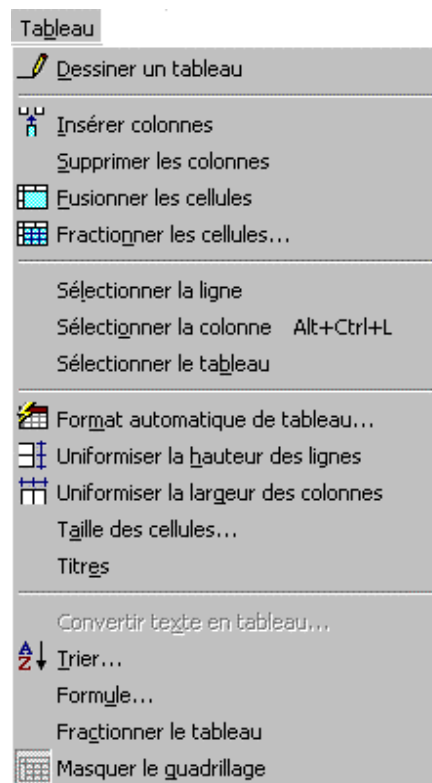 Tableau
Dessiner un tableau
Insérer colonnes
Supprimer les colonnes
Fusionner les cellules
Fractionner les cellules...
Sélectionner la ligne
Sélectionner la colonne Alt+Ctrl+L
Sélectionner le tableau
Format automatique de tableau...
Uniformiser la hauteur des lignes
Uniformiser la largeur des colonnes
Taille des cellules...
Titres
Convertir texte en tableau...
Trier...
Formule...
Fractionner le tableau
Masquer le quadrillage